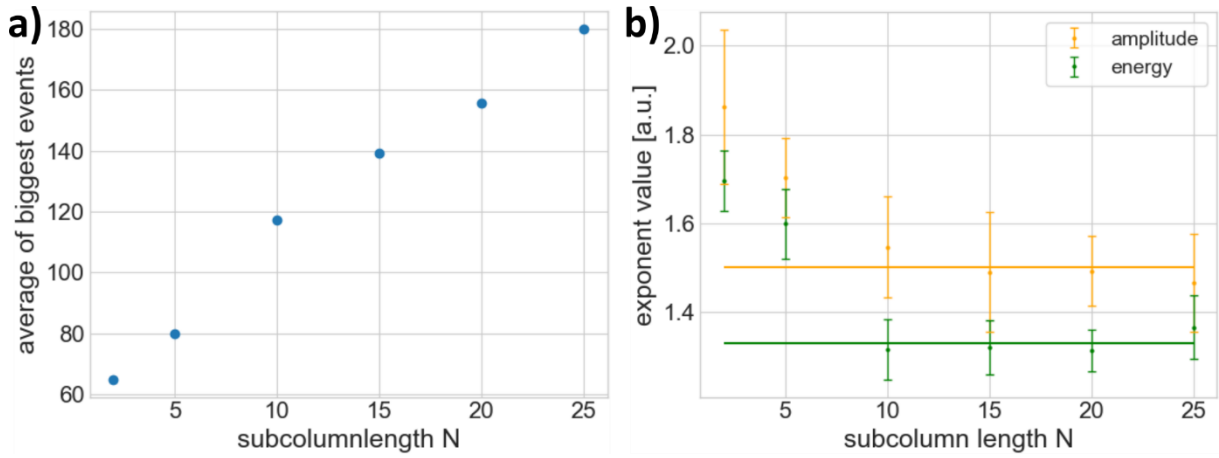 a)
average of biggest events
180
160
140
120
100
80
60
5
10
15
20
25
subcolumnlength N
b)
exponent value [a.u.]
2.0
1.8
1.6
1.4
amplitude
energy
5
10
15
20
25
subcolumn length N